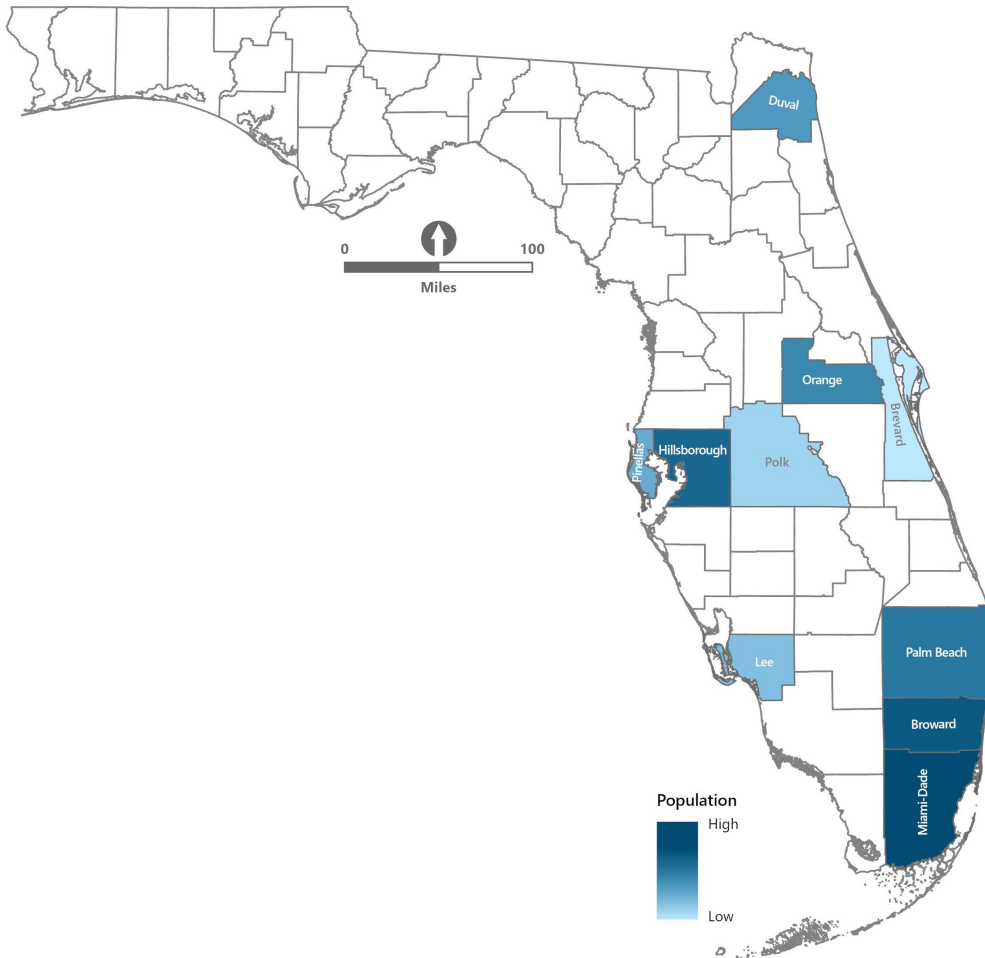 Duval
0 100
Miles
Orange
Brevard
Pinellas
Hillsborough
Polk
Lee
Palm Beach
Broward
Miami-Dade
Population
High
Low